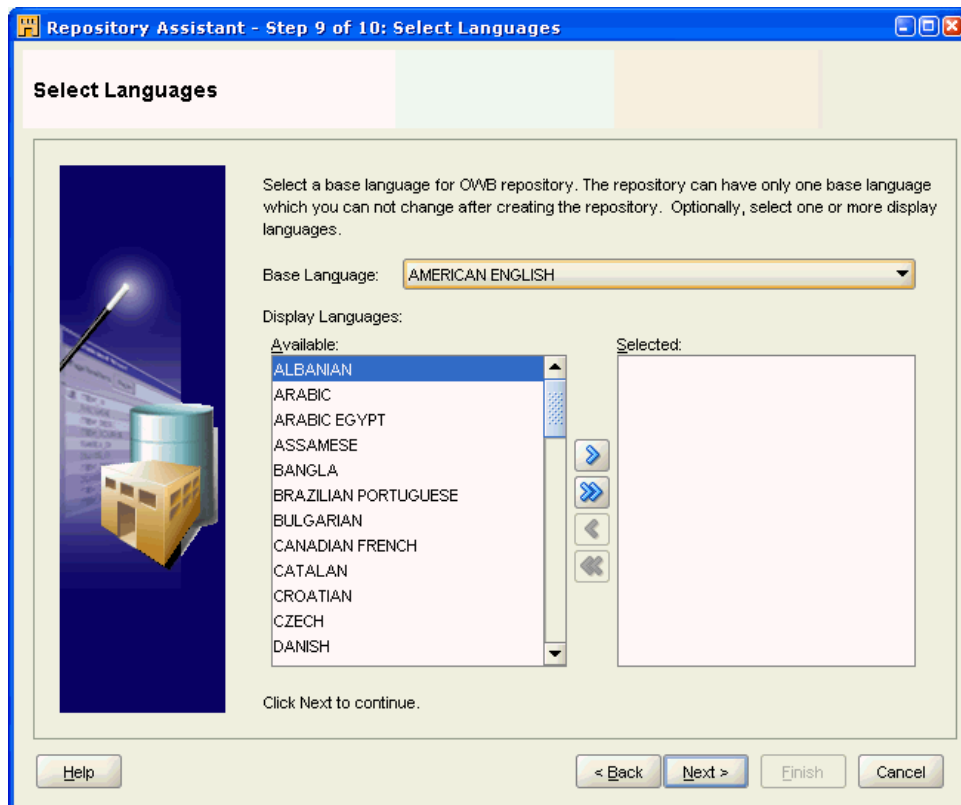 Repository Assistant - Step 9 of 10: Select Languages
Select Languages
Select a base language for OWB repository. The repository can have only one base language
which you can not change after creating the repository. Optionally, select one or more display
languages.
Base Language: AMERICAN ENGLISH
Display Languages:
Available: Selected:
ALBANIAN
ARABIC
ARABIC EGYPT
ASSAMESE
BANGLA
BRAZILIAN PORTUGUESE
BULGARIAN
CANADIAN FRENCH
CATALAN
CROATIAN
CZECH
DANISH
Click Next to continue.
Help < Back Next > Finish Cancel